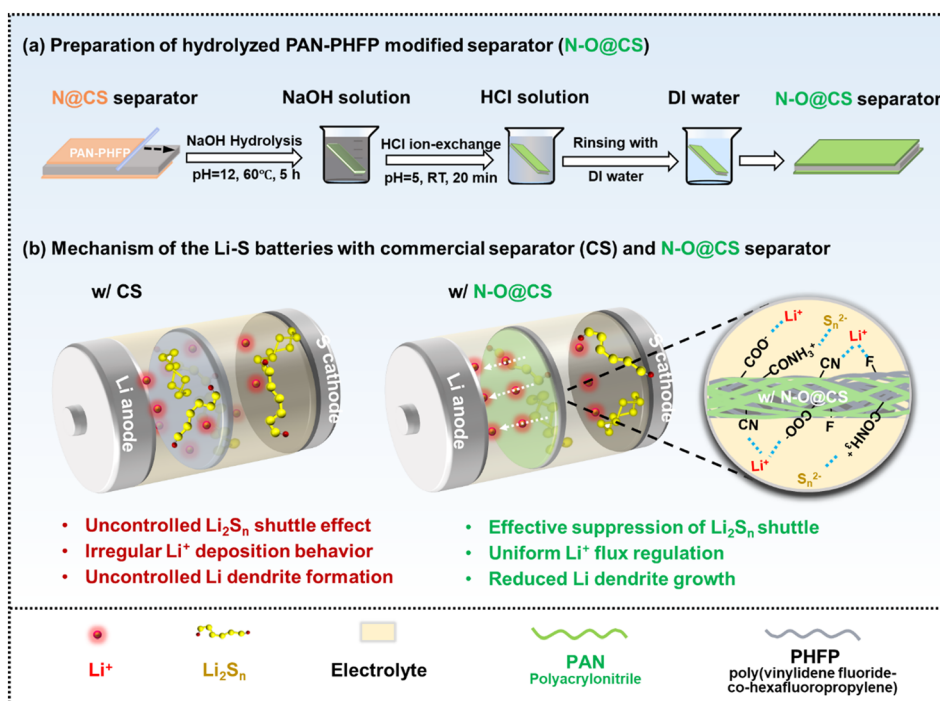 (a) Preparation of hydrolyzed PAN-PHFP modified separator (N-O@CS)
N@CS separator
NaOH solution
HCl solution
DI water
N-O@CS separator
PAN-PHFP
NaOH Hydrolysis
pH=12, 60℃, 5 h
HCl ion-exchange
pH=5, RT, 20 min
Rinsing with
DI water
(b) Mechanism of the Li-S batteries with commercial separator (CS) and N-O@CS separator
w/ CS
Li anode
S cathode
w/ N-O@CS
Li anode
S cathode
Li⁺
Sₙ²⁻
Li⁺
COO⁻
CONH₃⁺
CN
F
w/ N-O@CS
CN
COO⁻
F
CONH₃⁺
Li⁺
Sₙ²⁻
• Uncontrolled Li₂Sₙ shuttle effect
• Irregular Li⁺ deposition behavior
• Uncontrolled Li dendrite formation
• Effective suppression of Li₂Sₙ shuttle
• Uniform Li⁺ flux regulation
• Reduced Li dendrite growth
Li⁺
Li₂Sₙ
Electrolyte
PAN
Polyacrylonitrile
PHFP
poly(vinylidene fluoride-
co-hexafluoropropylene)